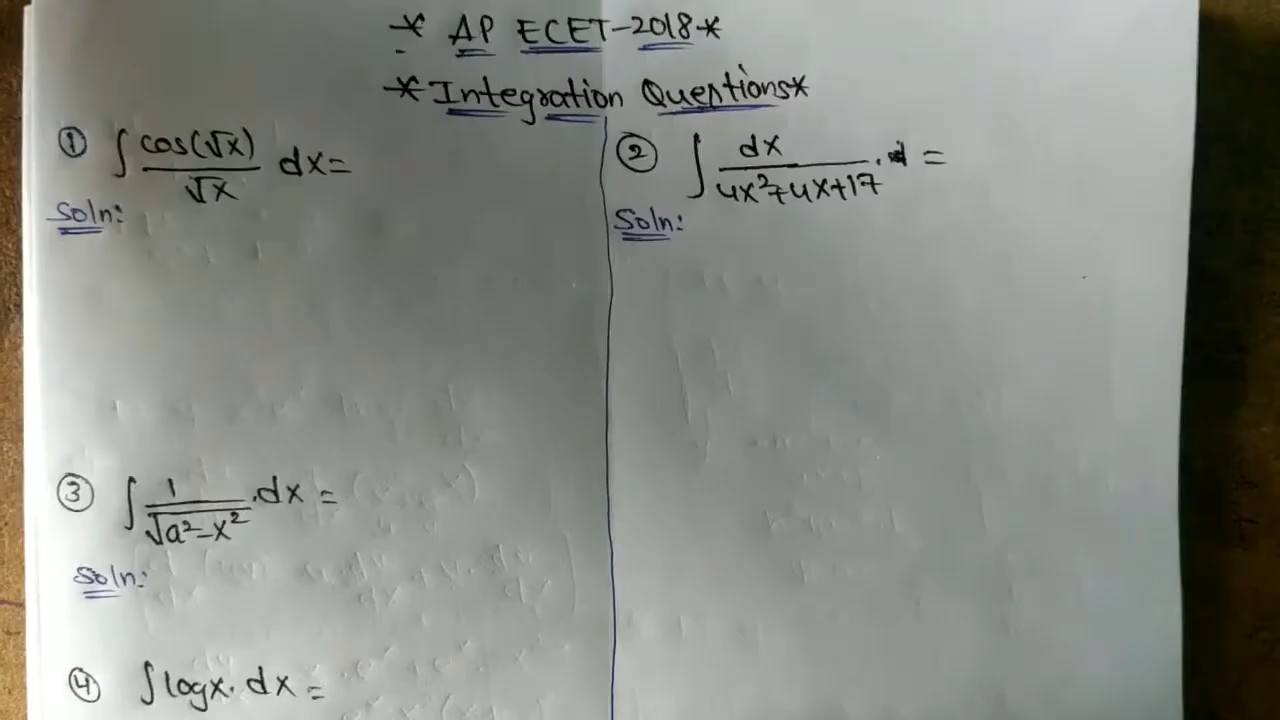 * AP ECET-2018*
* Integration Questions*
① ∫ cos(√x)/√x dx=
Soln:
② ∫ dx/4x²+4x+17 . =
Soln:
③ ∫ 1/√a²-x² .dx =
Soln:
④ ∫logx. dx =